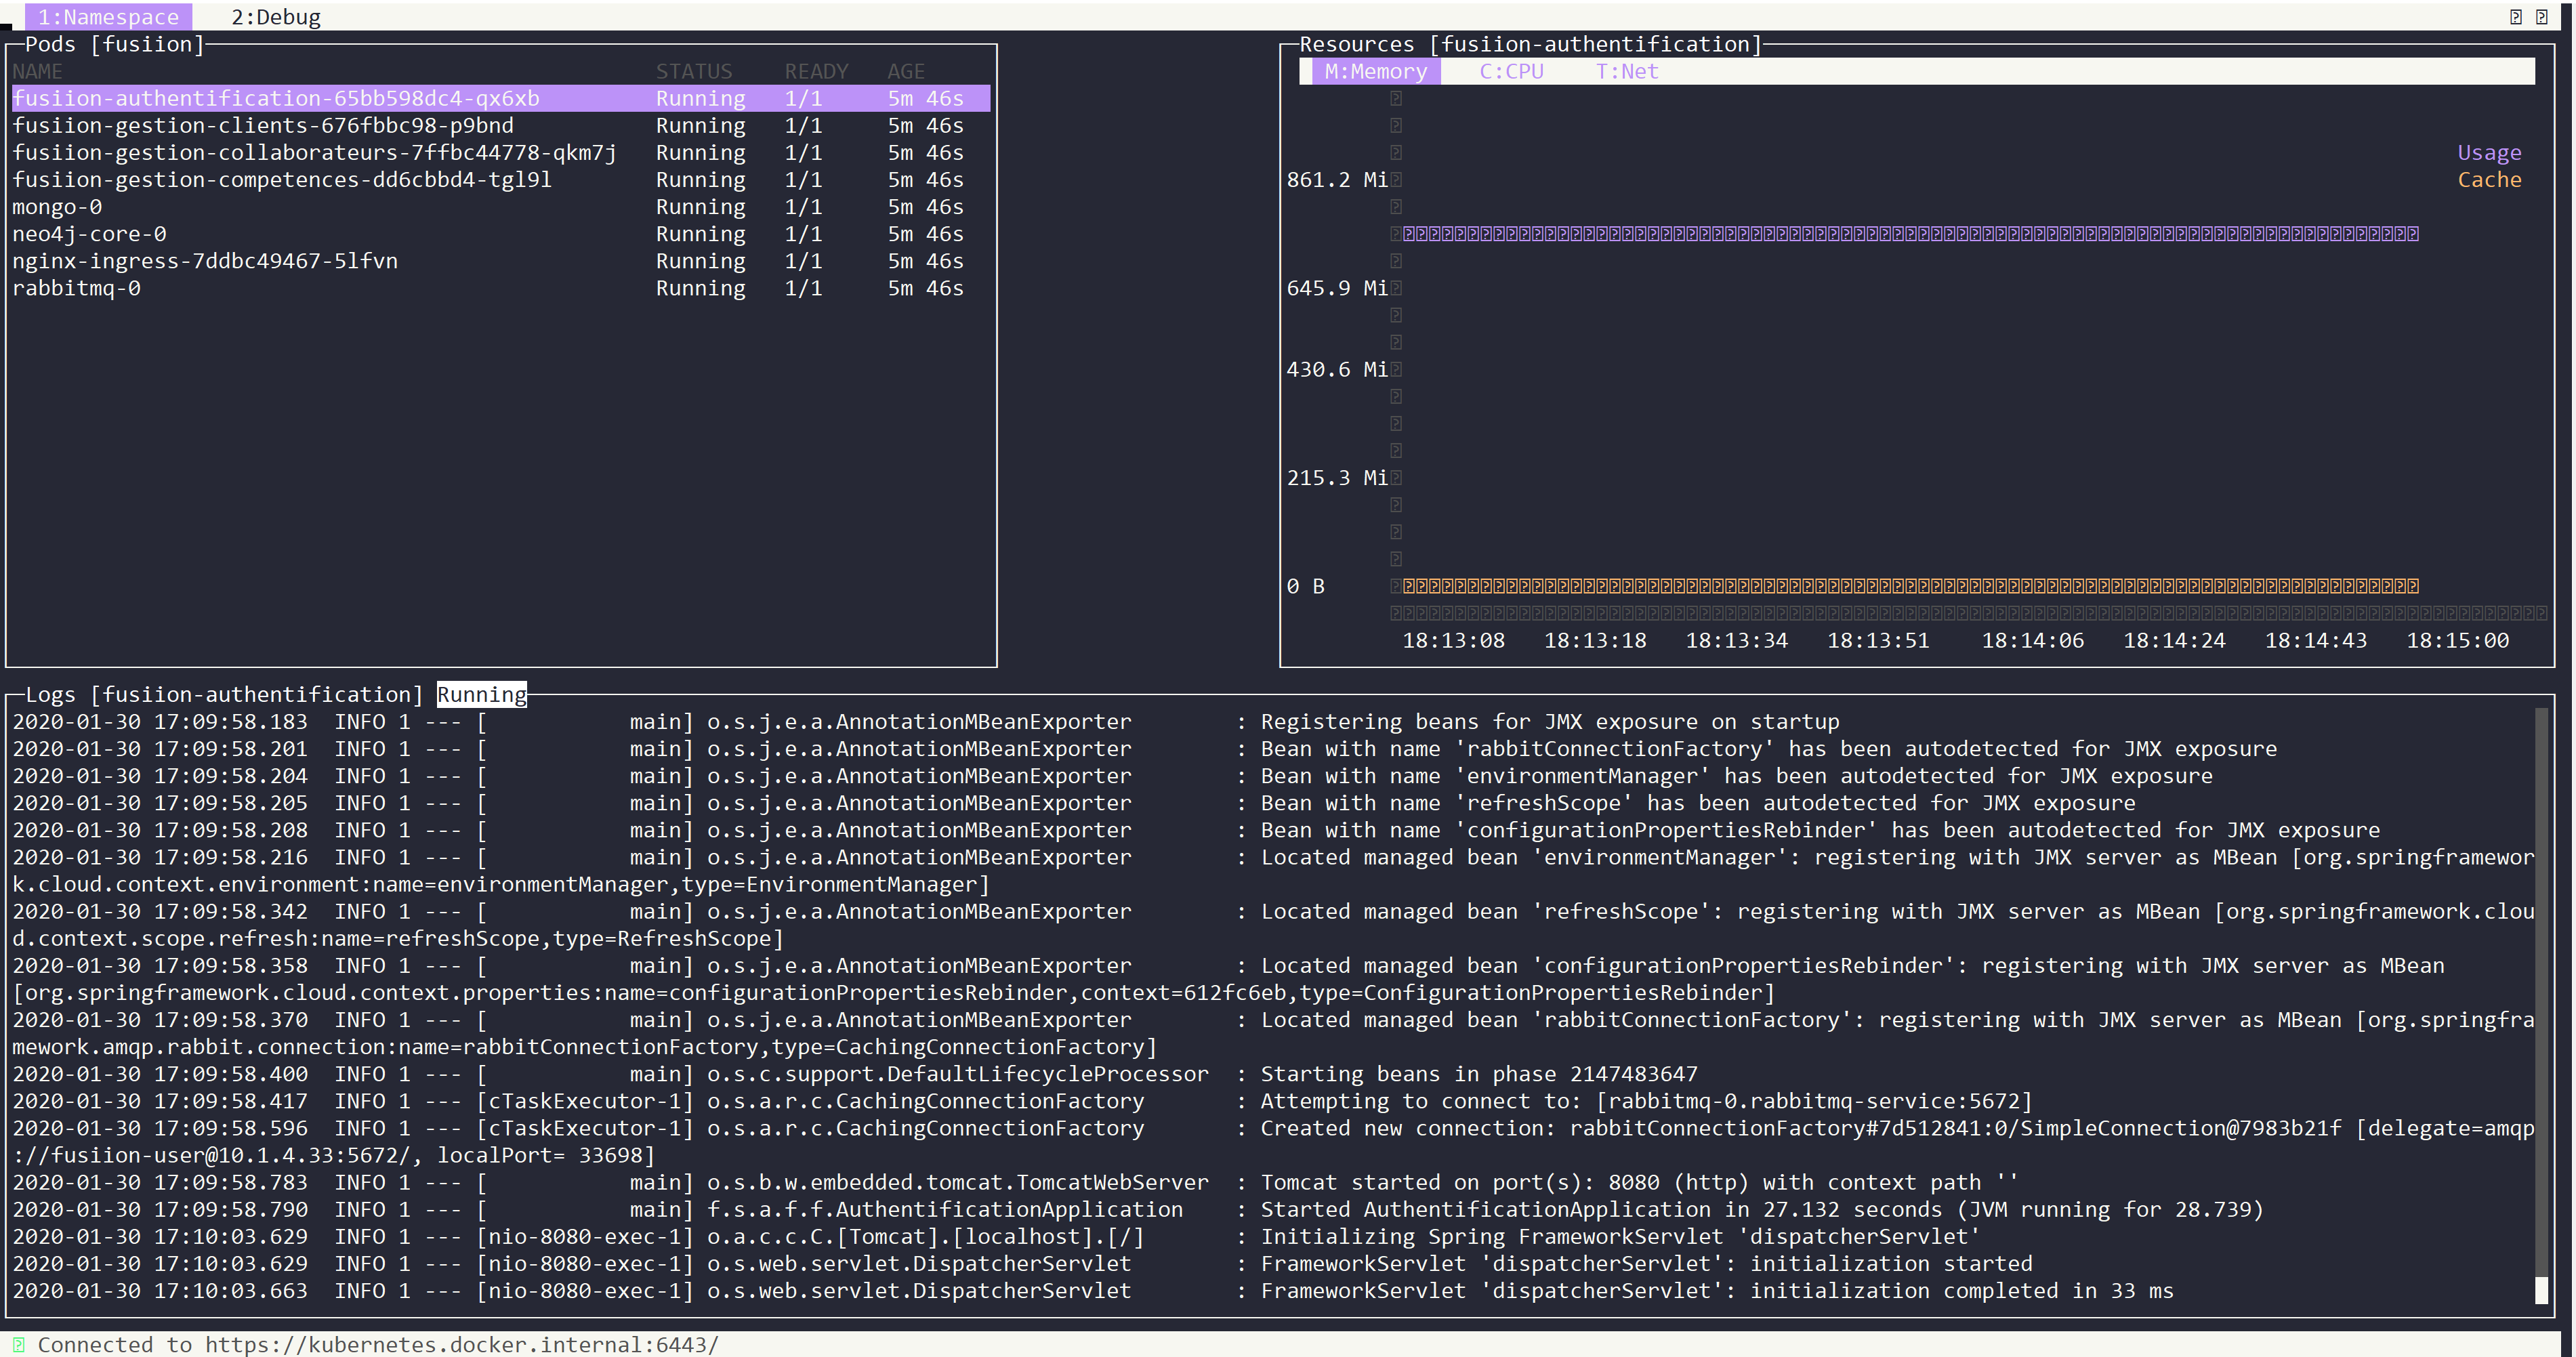 1:Namespace 2:Debug
Pods [fusiion]
NAME STATUS READY AGE
fusiion-authentification-65bb598dc4-qx6xb Running 1/1 5m 46s
fusiion-gestion-clients-676fbbc98-p9bnd Running 1/1 5m 46s
fusiion-gestion-collaborateurs-7ffbc44778-qkm7j Running 1/1 5m 46s
fusiion-gestion-competences-dd6cbbd4-tgl9l Running 1/1 5m 46s
mongo-0 Running 1/1 5m 46s
neo4j-core-0 Running 1/1 5m 46s
nginx-ingress-7ddbc49467-5lfvn Running 1/1 5m 46s
rabbitmq-0 Running 1/1 5m 46s
Resources [fusiion-authentification]
M:Memory C:CPU T:Net
Usage
861.2 Mi Cache
645.9 Mi
430.6 Mi
215.3 Mi
0 B
18:13:08 18:13:18 18:13:34 18:13:51 18:14:06 18:14:24 18:14:43 18:15:00
Logs [fusiion-authentification] Running
2020-01-30 17:09:58.183 INFO 1 --- [ main] o.s.j.e.a.AnnotationMBeanExporter : Registering beans for JMX exposure on startup
2020-01-30 17:09:58.201 INFO 1 --- [ main] o.s.j.e.a.AnnotationMBeanExporter : Bean with name 'rabbitConnectionFactory' has been autodetected for JMX exposure
2020-01-30 17:09:58.204 INFO 1 --- [ main] o.s.j.e.a.AnnotationMBeanExporter : Bean with name 'environmentManager' has been autodetected for JMX exposure
2020-01-30 17:09:58.205 INFO 1 --- [ main] o.s.j.e.a.AnnotationMBeanExporter : Bean with name 'refreshScope' has been autodetected for JMX exposure
2020-01-30 17:09:58.208 INFO 1 --- [ main] o.s.j.e.a.AnnotationMBeanExporter : Bean with name 'configurationPropertiesRebinder' has been autodetected for JMX exposure
2020-01-30 17:09:58.216 INFO 1 --- [ main] o.s.j.e.a.AnnotationMBeanExporter : Located managed bean 'environmentManager': registering with JMX server as MBean [org.springframewor
k.cloud.context.environment:name=environmentManager,type=EnvironmentManager]
2020-01-30 17:09:58.342 INFO 1 --- [ main] o.s.j.e.a.AnnotationMBeanExporter : Located managed bean 'refreshScope': registering with JMX server as MBean [org.springframework.clou
d.context.scope.refresh:name=refreshScope,type=RefreshScope]
2020-01-30 17:09:58.358 INFO 1 --- [ main] o.s.j.e.a.AnnotationMBeanExporter : Located managed bean 'configurationPropertiesRebinder': registering with JMX server as MBean
[org.springframework.cloud.context.properties:name=configurationPropertiesRebinder,context=612fc6eb,type=ConfigurationPropertiesRebinder]
2020-01-30 17:09:58.370 INFO 1 --- [ main] o.s.j.e.a.AnnotationMBeanExporter : Located managed bean 'rabbitConnectionFactory': registering with JMX server as MBean [org.springfra
mework.amqp.rabbit.connection:name=rabbitConnectionFactory,type=CachingConnectionFactory]
2020-01-30 17:09:58.400 INFO 1 --- [ main] o.s.c.support.DefaultLifecycleProcessor : Starting beans in phase 2147483647
2020-01-30 17:09:58.417 INFO 1 --- [cTaskExecutor-1] o.s.a.r.c.CachingConnectionFactory : Attempting to connect to: [rabbitmq-0.rabbitmq-service:5672]
2020-01-30 17:09:58.596 INFO 1 --- [cTaskExecutor-1] o.s.a.r.c.CachingConnectionFactory : Created new connection: rabbitConnectionFactory#7d512841:0/SimpleConnection@7983b21f [delegate=amqp
://fusiion-user@10.1.4.33:5672/, localPort= 33698]
2020-01-30 17:09:58.783 INFO 1 --- [ main] o.s.b.w.embedded.tomcat.TomcatWebServer : Tomcat started on port(s): 8080 (http) with context path ''
2020-01-30 17:09:58.790 INFO 1 --- [ main] f.s.a.f.f.AuthentificationApplication : Started AuthentificationApplication in 27.132 seconds (JVM running for 28.739)
2020-01-30 17:10:03.629 INFO 1 --- [nio-8080-exec-1] o.a.c.c.C.[Tomcat].[localhost].[/] : Initializing Spring FrameworkServlet 'dispatcherServlet'
2020-01-30 17:10:03.629 INFO 1 --- [nio-8080-exec-1] o.s.web.servlet.DispatcherServlet : FrameworkServlet 'dispatcherServlet': initialization started
2020-01-30 17:10:03.663 INFO 1 --- [nio-8080-exec-1] o.s.web.servlet.DispatcherServlet : FrameworkServlet 'dispatcherServlet': initialization completed in 33 ms
Connected to https://kubernetes.docker.internal:6443/